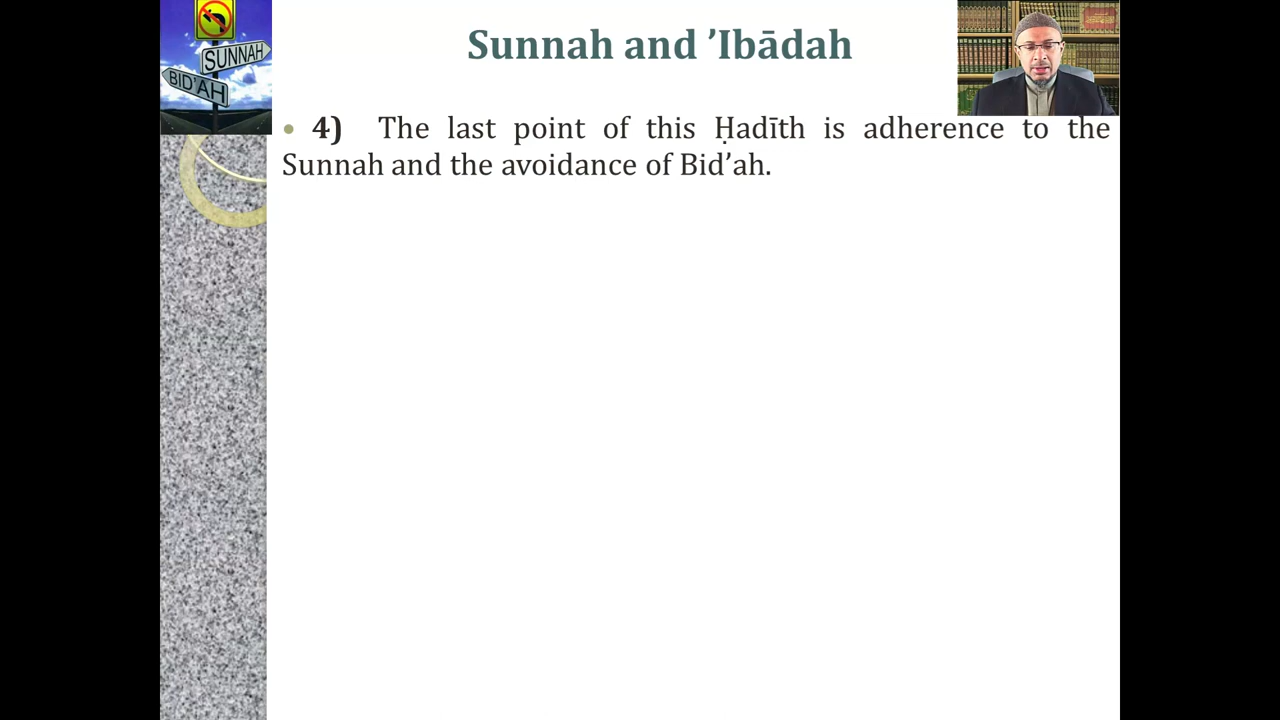 SUNNAH
BID'AH
Sunnah and ’Ibādah
4) The last point of this Ḥadīth is adherence to the
Sunnah and the avoidance of Bid’ah.